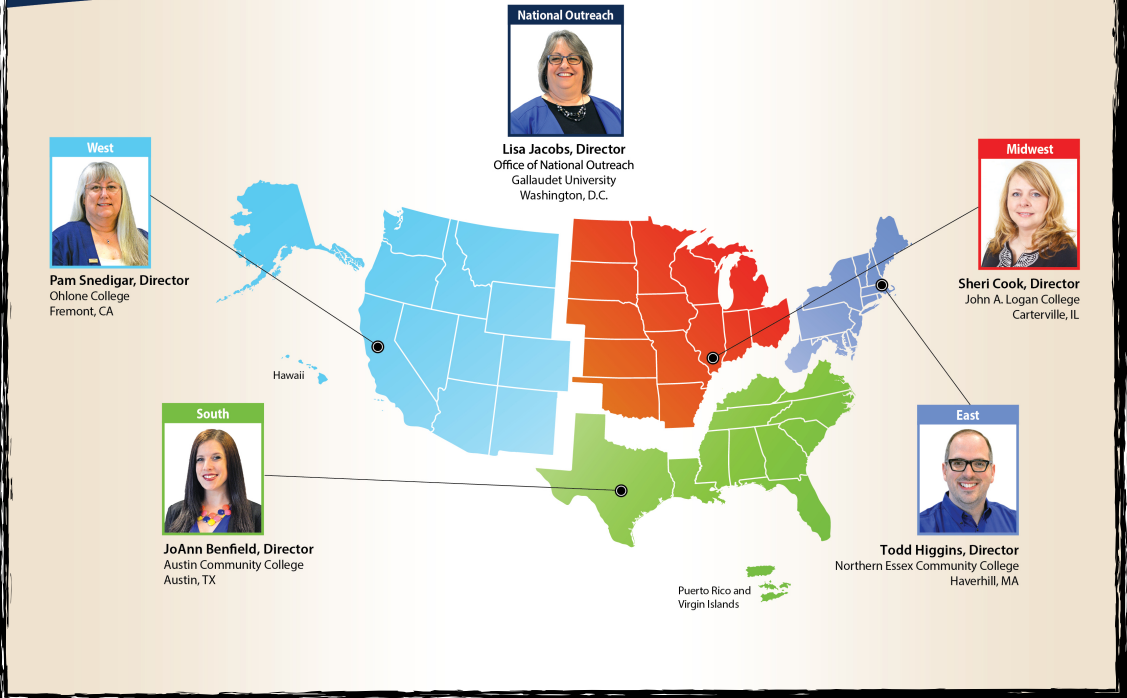 National Outreach
Lisa Jacobs, Director
Office of National Outreach
Gallaudet University
Washington, D.C.
West
Pam Snedigar, Director
Ohlone College
Fremont, CA
Midwest
Sheri Cook, Director
John A. Logan College
Carterville, IL
Hawaii
South
JoAnn Benfield, Director
Austin Community College
Austin, TX
East
Todd Higgins, Director
Northern Essex Community College
Haverhill, MA
Puerto Rico and
Virgin Islands